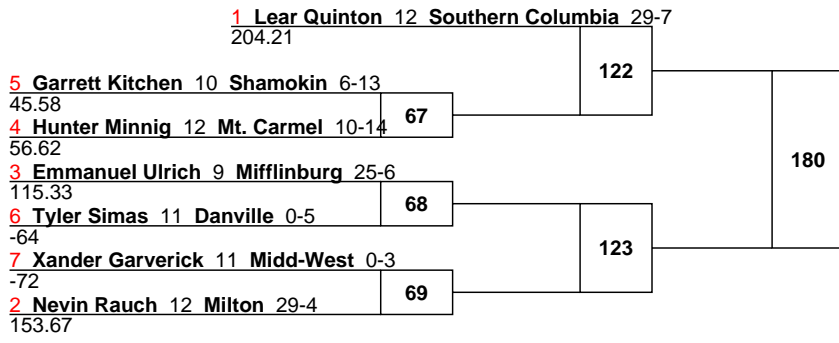 1 Lear Quinton 12 Southern Columbia 29-7
204.21
122
5 Garrett Kitchen 10 Shamokin 6-13
45.58
67
4 Hunter Minnig 12 Mt. Carmel 10-14
56.62
180
3 Emmanuel Ulrich 9 Mifflinburg 25-6
115.33
68
6 Tyler Simas 11 Danville 0-5
-64
123
7 Xander Garverick 11 Midd-West 0-3
-72
69
2 Nevin Rauch 12 Milton 29-4
153.67